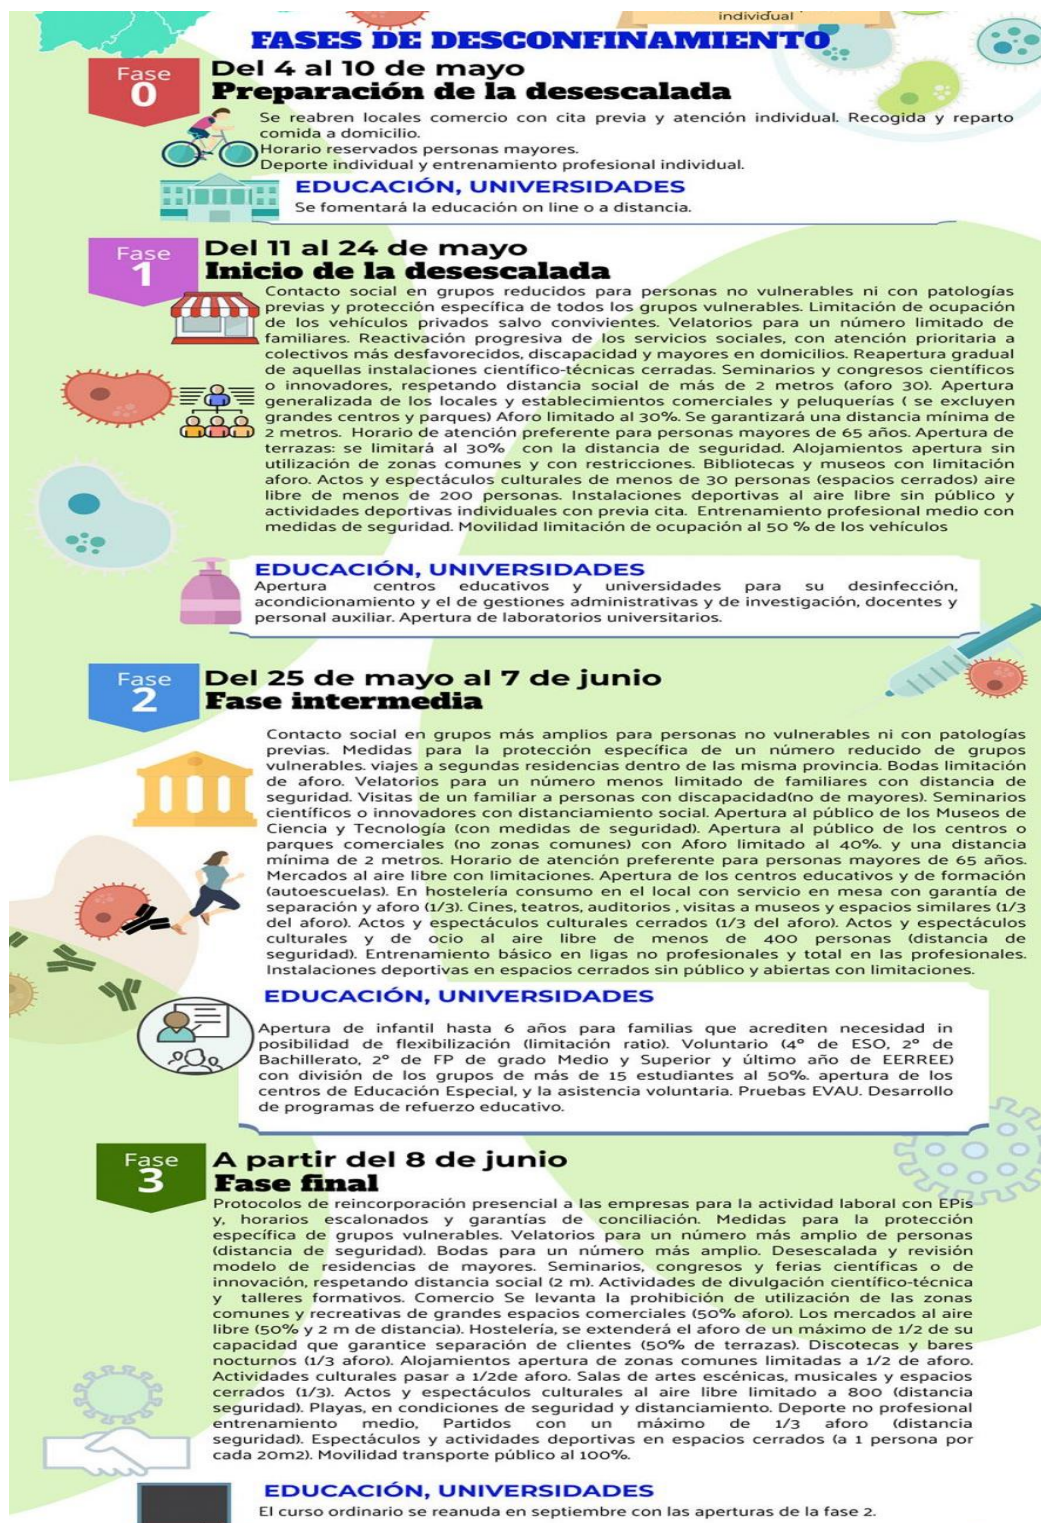 individual
FASES DE DESCONFINAMIENTO
Fase
0
Del 4 al 10 de mayo
Preparación de la desescalada
Se reabren locales comercio con cita previa y atención individual. Recogida y reparto
comida a domicilio.
Horario reservados personas mayores.
Deporte individual y entrenamiento profesional individual.
EDUCACIÓN, UNIVERSIDADES
Se fomentará la educación on line o a distancia.
Fase
1
Del 11 al 24 de mayo
Inicio de la desescalada
Contacto social en grupos reducidos para personas no vulnerables ni con patologías
previas y protección específica de todos los grupos vulnerables. Limitación de ocupación
de los vehículos privados salvo convivientes. Velatorios para un número limitado de
familiares. Reactivación progresiva de los servicios sociales, con atención prioritaria a
colectivos más desfavorecidos, discapacidad y mayores en domicilios. Reapertura gradual
de aquellas instalaciones científico-técnicas cerradas. Seminarios y congresos científicos
o innovadores, respetando distancia social de más de 2 metros (aforo 30). Apertura
generalizada de los locales y establecimientos comerciales y peluquerías ( se excluyen
grandes centros y parques) Aforo limitado al 30%. Se garantizará una distancia mínima de
2 metros. Horario de atención preferente para personas mayores de 65 años. Apertura de
terrazas: se limitará al 30% con la distancia de seguridad. Alojamientos apertura sin
utilización de zonas comunes y con restricciones. Bibliotecas y museos con limitación
aforo. Actos y espectáculos culturales de menos de 30 personas (espacios cerrados) aire
libre de menos de 200 personas. Instalaciones deportivas al aire libre sin público y
actividades deportivas individuales con previa cita. Entrenamiento profesional medio con
medidas de seguridad. Movilidad limitación de ocupación al 50 % de los vehículos
EDUCACIÓN, UNIVERSIDADES
Apertura centros educativos y universidades para su desinfección,
acondicionamiento y el de gestiones administrativas y de investigación, docentes y
personal auxiliar. Apertura de laboratorios universitarios.
Fase
2
Del 25 de mayo al 7 de junio
Fase intermedia
Contacto social en grupos más amplios para personas no vulnerables ni con patologías
previas. Medidas para la protección específica de un número reducido de grupos
vulnerables. viajes a segundas residencias dentro de las misma provincia. Bodas limitación
de aforo. Velatorios para un número menos limitado de familiares con distancia de
seguridad. Visitas de un familiar a personas con discapacidad(no de mayores). Seminarios
científicos o innovadores con distanciamiento social. Apertura al público de los Museos de
Ciencia y Tecnología (con medidas de seguridad). Apertura al público de los centros o
parques comerciales (no zonas comunes) con Aforo limitado al 40%. y una distancia
mínima de 2 metros. Horario de atención preferente para personas mayores de 65 años.
Mercados al aire libre con limitaciones. Apertura de los centros educativos y de formación
(autoescuelas). En hostelería consumo en el local con servicio en mesa con garantía de
separación y aforo (1/3). Cines, teatros, auditorios , visitas a museos y espacios similares (1/3
del aforo). Actos y espectáculos culturales cerrados (1/3 del aforo). Actos y espectáculos
culturales y de ocio al aire libre de menos de 400 personas (distancia de
seguridad). Entrenamiento básico en ligas no profesionales y total en las profesionales.
Instalaciones deportivas en espacios cerrados sin público y abiertas con limitaciones.
EDUCACIÓN, UNIVERSIDADES
Apertura de infantil hasta 6 años para familias que acrediten necesidad in
posibilidad de flexibilización (limitación ratio). Voluntario (4º de ESO, 2º de
Bachillerato, 2º de FP de grado Medio y Superior y último año de EERREE)
con división de los grupos de más de 15 estudiantes al 50%. apertura de los
centros de Educación Especial, y la asistencia voluntaria. Pruebas EVAU. Desarrollo
de programas de refuerzo educativo.
Fase
3
A partir del 8 de junio
Fase final
Protocolos de reincorporación presencial a las empresas para la actividad laboral con EPis
y, horarios escalonados y garantías de conciliación. Medidas para la protección
específica de grupos vulnerables. Velatorios para un número más amplio de personas
(distancia de seguridad). Bodas para un número más amplio. Desescalada y revisión
modelo de residencias de mayores. Seminarios, congresos y ferias científicas o de
innovación, respetando distancia social (2 m). Actividades de divulgación científico-técnica
y talleres formativos. Comercio Se levanta la prohibición de utilización de las zonas
comunes y recreativas de grandes espacios comerciales (50% aforo). Los mercados al aire
libre (50% y 2 m de distancia). Hostelería, se extenderá el aforo de un máximo de 1/2 de su
capacidad que garantice separación de clientes (50% de terrazas). Discotecas y bares
nocturnos (1/3 aforo). Alojamientos apertura de zonas comunes limitadas a 1/2 de aforo.
Actividades culturales pasar a 1/2de aforo. Salas de artes escénicas, musicales y espacios
cerrados (1/3). Actos y espectáculos culturales al aire libre limitado a 800 (distancia
seguridad). Playas, en condiciones de seguridad y distanciamiento. Deporte no profesional
entrenamiento medio, Partidos con un máximo de 1/3 aforo (distancia
seguridad). Espectáculos y actividades deportivas en espacios cerrados (a 1 persona por
cada 20m2). Movilidad transporte público al 100%.
EDUCACIÓN, UNIVERSIDADES
El curso ordinario se reanuda en septiembre con las aperturas de la fase 2.